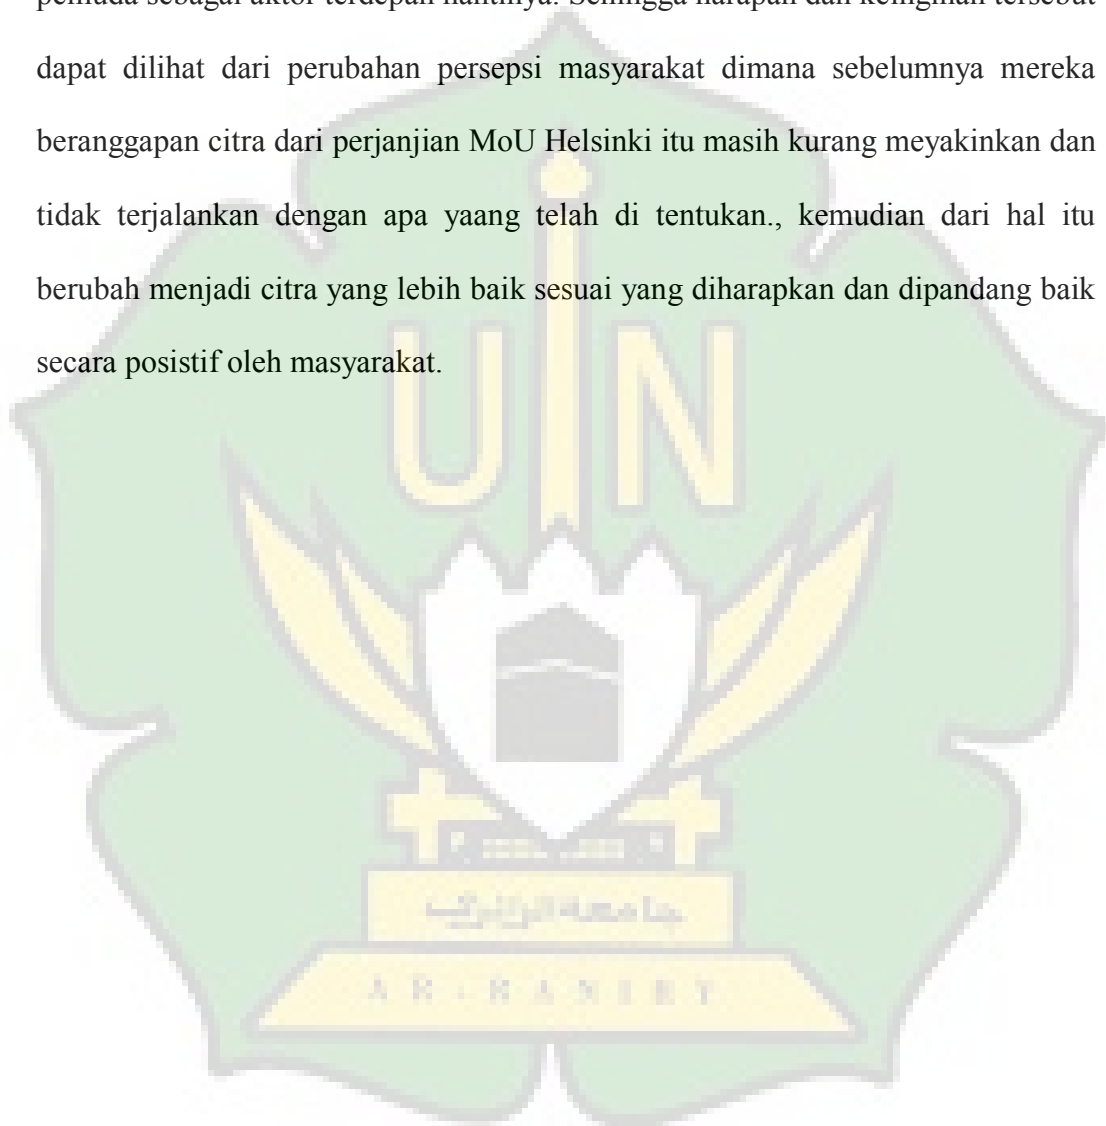 pemuda sebagai aktor terdepan nantinya. Sehingga harapan dan keinginan tersebut
dapat dilihat dari perubahan persepsi masyarakat dimana sebelumnya mereka
beranggapan citra dari perjanjian MoU Helsinki itu masih kurang meyakinkan dan
tidak terjalankan dengan apa yaang telah di tentukan., kemudian dari hal itu
berubah menjadi citra yang lebih baik sesuai yang diharapkan dan dipandang baik
secara posistif oleh masyarakat.
UIN
جامعة الرانيري
AR-RANIRY